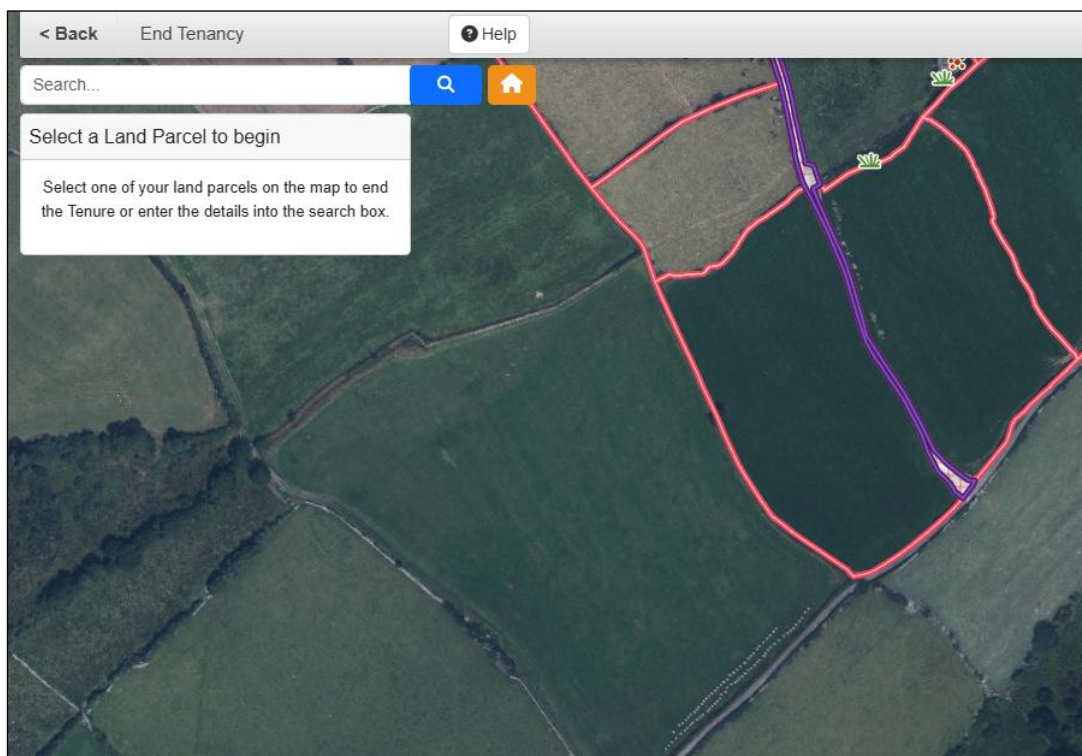 < Back End Tenancy Help
Search...
Select a Land Parcel to begin
Select one of your land parcels on the map to end
the Tenure or enter the details into the search box.